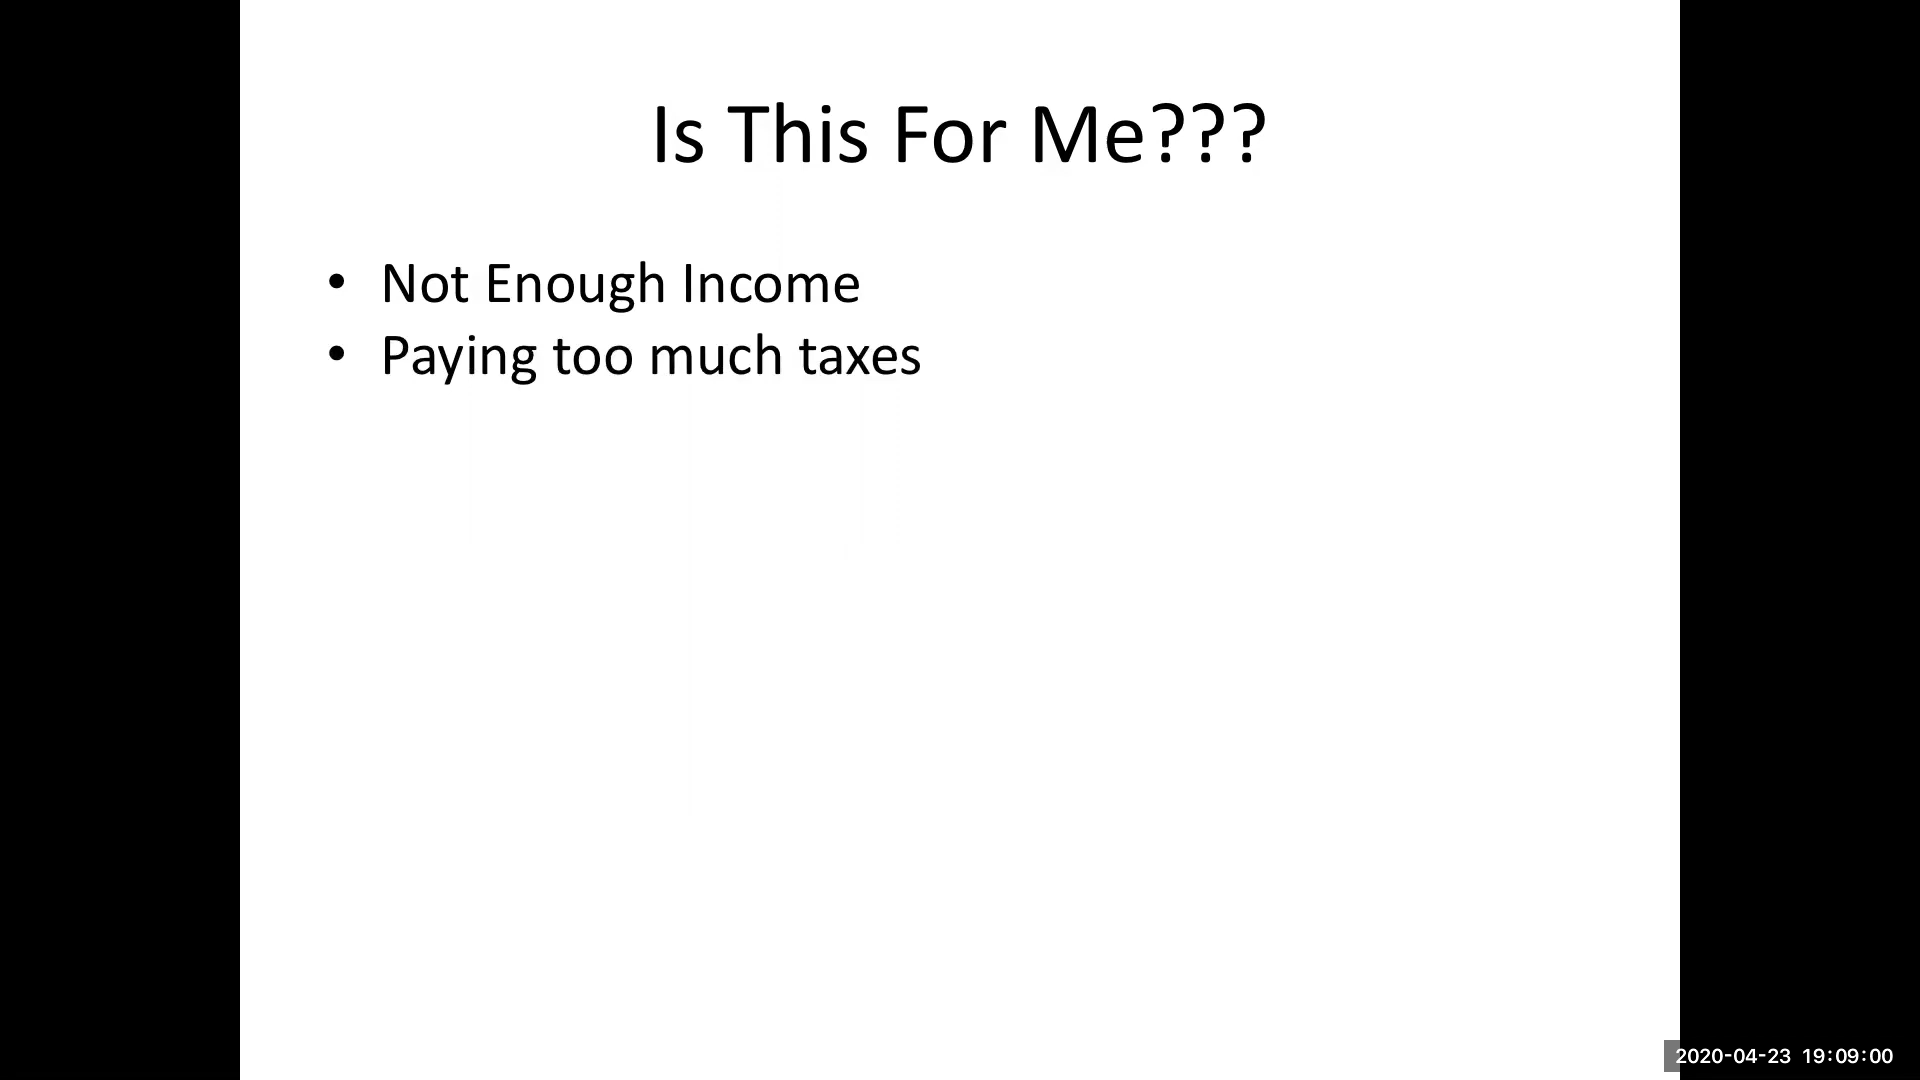 Is This For Me???
• Not Enough Income
• Paying too much taxes
2020-04-23 19:09:00